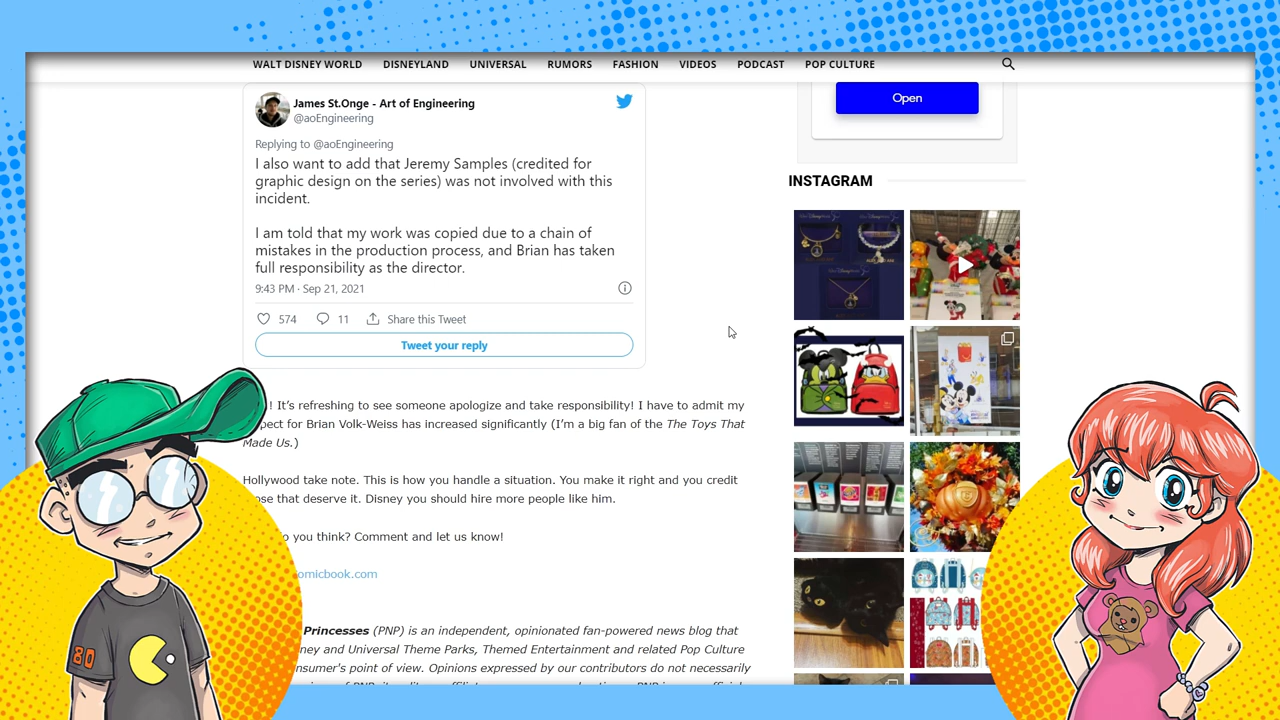 WALT DISNEY WORLD DISNEYLAND UNIVERSAL RUMORS FASHION VIDEOS PODCAST POP CULTURE
James St.Onge - Art of Engineering
@aoEngineering
Replying to @aoEngineering
I also want to add that Jeremy Samples (credited for
graphic design on the series) was not involved with this
incident.
I am told that my work was copied due to a chain of
mistakes in the production process, and Brian has taken
full responsibility as the director.
9:43 PM · Sep 21, 2021
574 11 Share this Tweet
Tweet your reply
! It's refreshing to see someone apologize and take responsibility! I have to admit my
for Brian Volk-Weiss has increased significantly (I'm a big fan of the The Toys That
Made Us.)
Hollywood take note. This is how you handle a situation. You make it right and you credit
that deserve it. Disney you should hire more people like him.
you think? Comment and let us know!
omicbook.com
Princesses (PNP) is an independent, opinionated fan-powered news blog that
and Universal Theme Parks, Themed Entertainment and related Pop Culture
point of view. Opinions expressed by our contributors do not necessarily
Open
INSTAGRAM
80